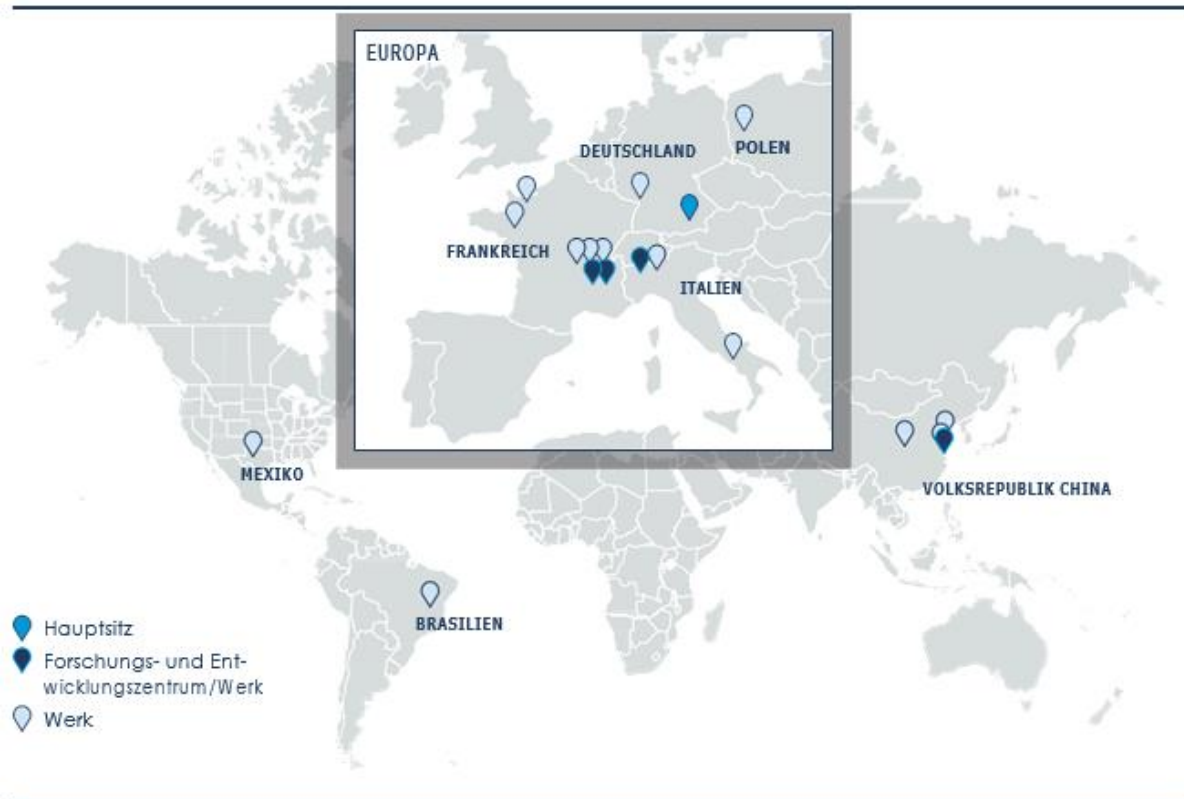 EUROPA
DEUTSCHLAND
POLEN
FRANKREICH
ITALIEN
MEXIKO
VOLKSREPUBLIK CHINA
BRASILIEN
Hauptsitz
Forschungs- und Ent-
wicklungszentrum/Werk
Werk